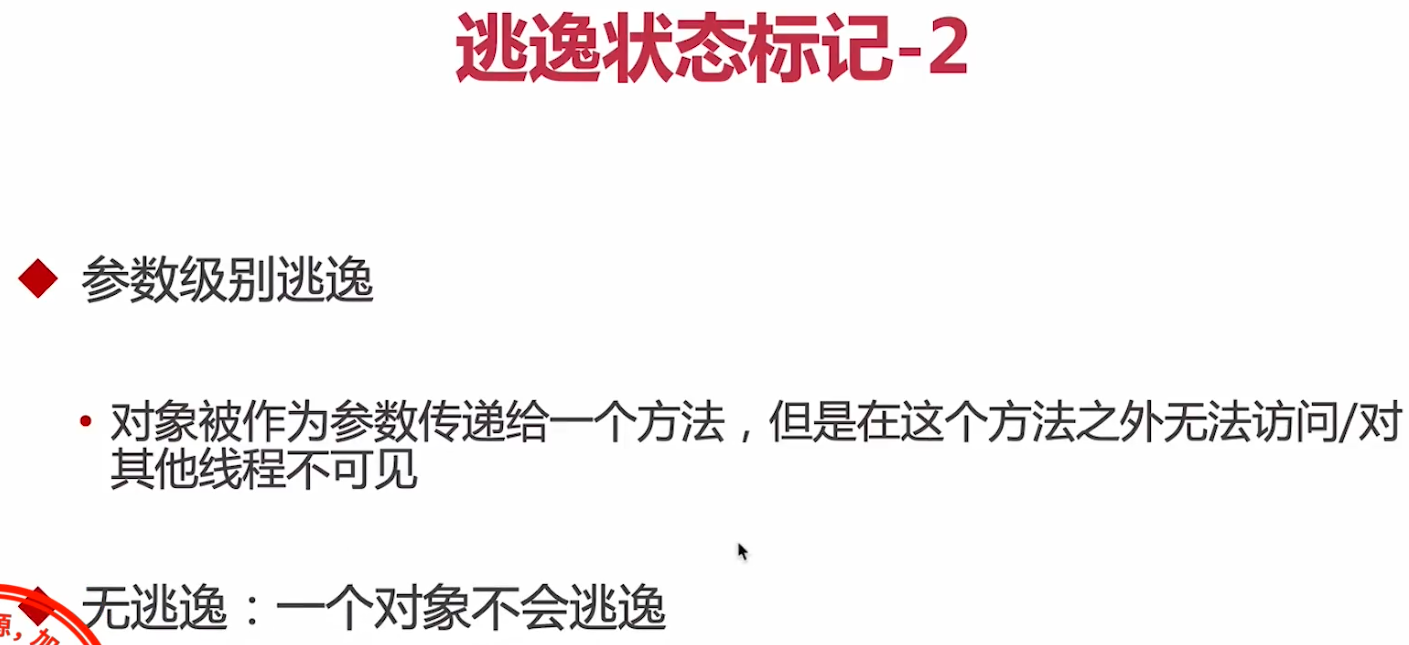 逃逸状态标记-2
参数级别逃逸
对象被作为参数传递给一个方法，但是在这个方法之外无法访问/对
其他线程不可见
无逃逸：一个对象不会逃逸
源，加